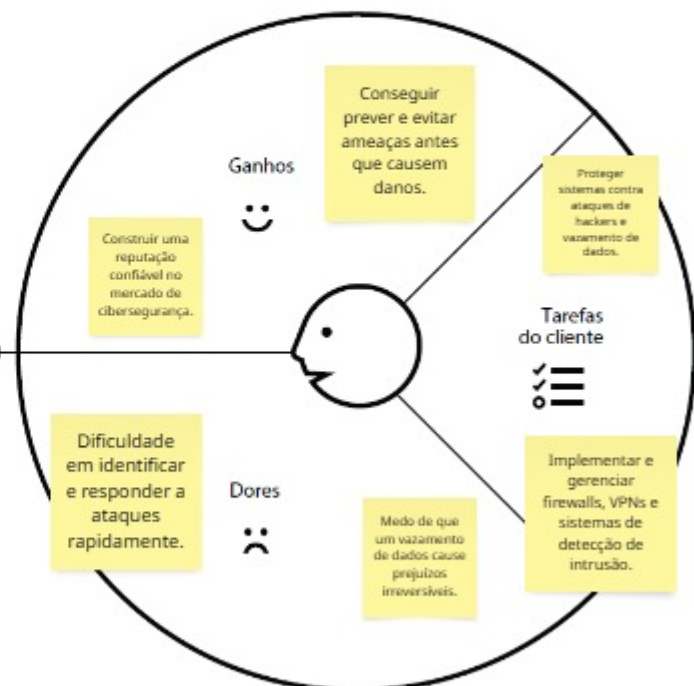 Conseguir
prever e evitar
ameaças antes
que causem
danos.
Ganhos
Construir uma
reputação
confiável no
mercado de
cibersegurança.
Proteger
sistemas contra
ataques de
hackers e
vazamento de
dados.
Tarefas
do cliente
Implementar e
gerenciar
firewalls, VPNs e
sistemas de
detecção de
intrusão.
Dificuldade
em identificar
e responder a
ataques
rapidamente.
Dores
Medo de que
um vazamento
de dados cause
prejuízos
irreversíveis.